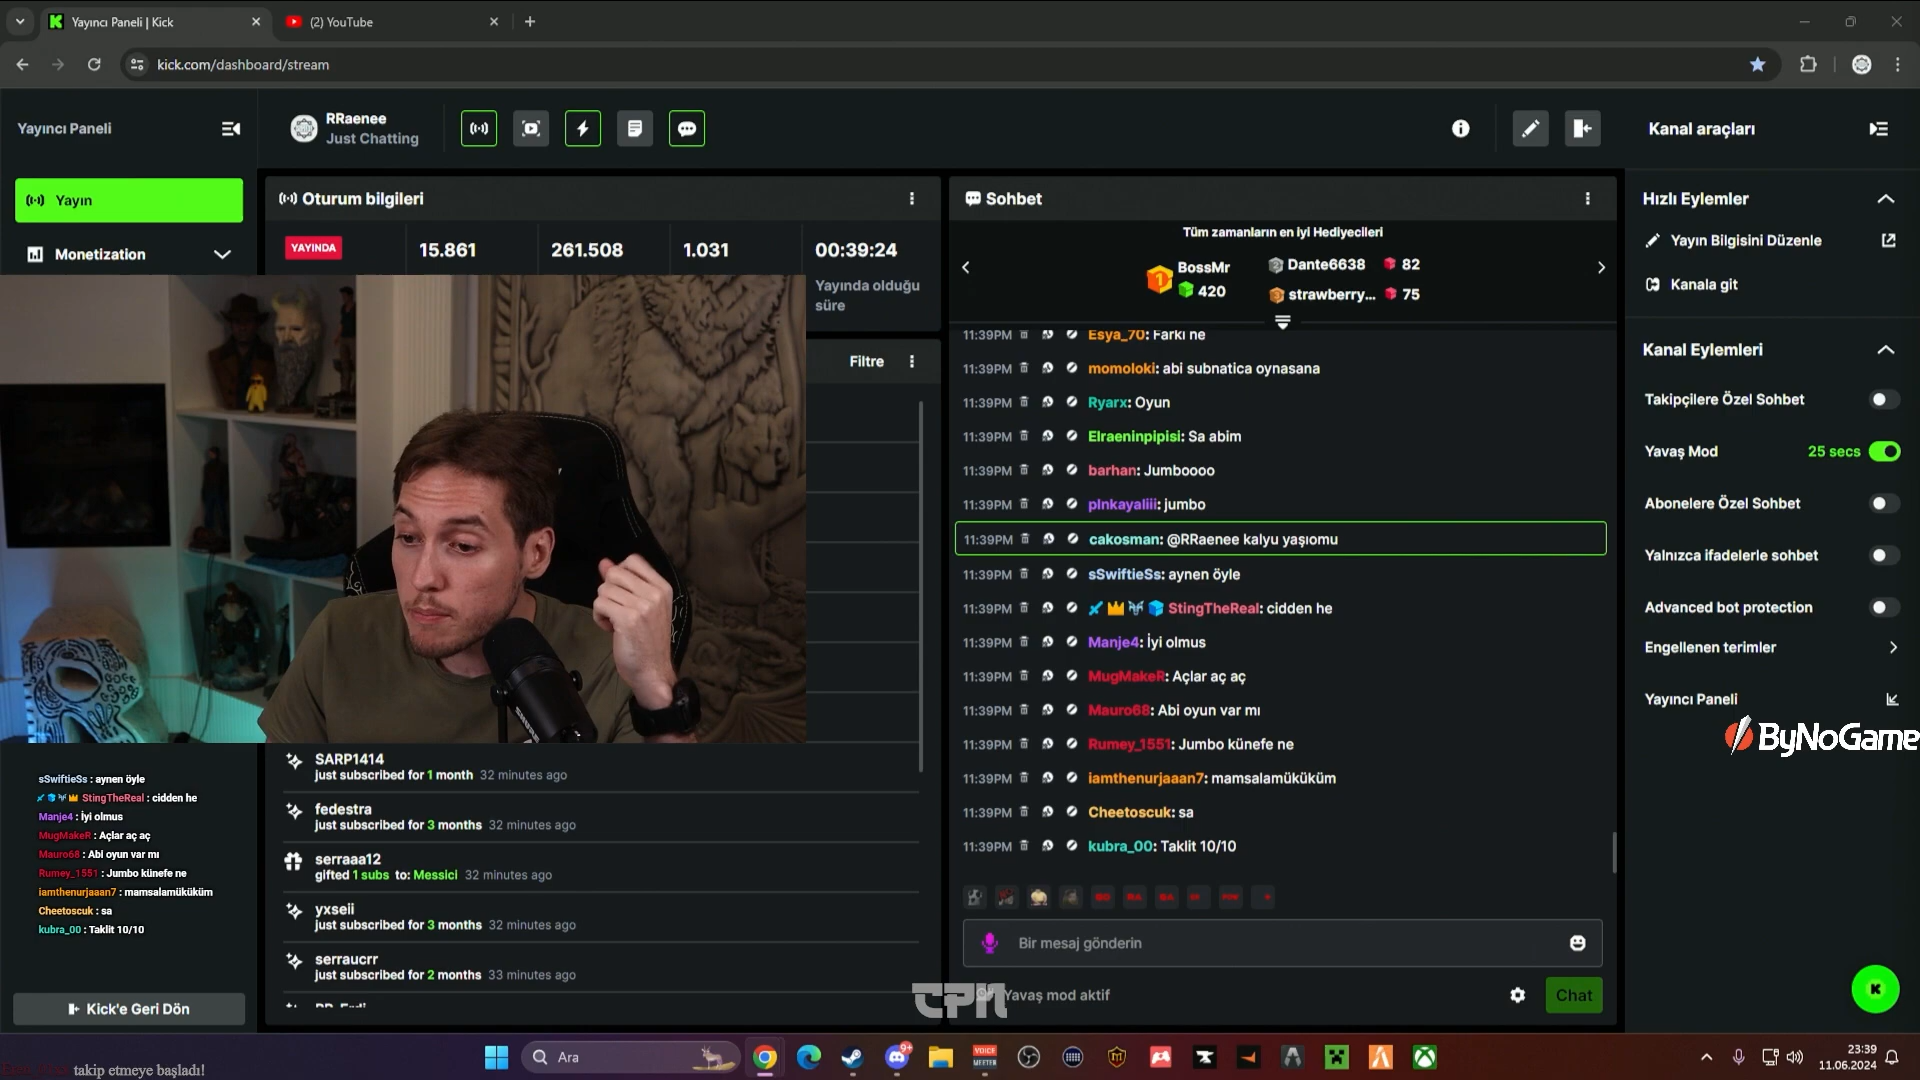 Yayıncı Paneli | Kick
(2) YouTube
kick.com/dashboard/stream
Yayıncı Paneli
RRaenee
Just Chatting
Kanal araçları
Yayın
Monetization
Oturum bilgileri
YAYINDA
15.861
261.508
1.031
00:39:24
Yayında olduğu
süre
Filtre
Sohbet
Tüm zamanların en iyi Hediyecileri
BossMr
420
Dante6638 82
strawberry... 75
11:39PM Esya_70: Farkı ne
11:39PM momoloki: abi subnatica oynasana
11:39PM Ryarx: Oyun
11:39PM Elraeninpipisi: Sa abim
11:39PM barhan: Jumboooo
11:39PM pInkayaliii: jumbo
11:39PM cakosman: @RRaenee kalyu yaşıomu
11:39PM sSwiftieSs: aynen öyle
11:39PM StingTheReal: cidden he
11:39PM Manje4: İyi olmus
11:39PM MugMakeR: Açlar aç aç
11:39PM Mauro68: Abi oyun var mı
11:39PM Rumey_1551: Jumbo künefe ne
11:39PM iamthenurjaaan7: mamsalamüküküm
11:39PM Cheetoscuk: sa
11:39PM kubra_00: Taklit 10/10
Bir mesaj gönderin
Yavaş mod aktif
Chat
Hızlı Eylemler
Yayın Bilgisini Düzenle
Kanala git
Kanal Eylemleri
Takipçilere Özel Sohbet
Yavaş Mod 25 secs
Abonelere Özel Sohbet
Yalnızca ifadelerle sohbet
Advanced bot protection
Engellenen terimler
Yayıncı Paneli
ByNoGame
SARP1414
just subscribed for 1 month 32 minutes ago
fedestra
just subscribed for 3 months 32 minutes ago
serraaa12
gifted 1 subs to: Messici 32 minutes ago
yxseii
just subscribed for 3 months 32 minutes ago
serraucrr
just subscribed for 2 months 33 minutes ago
sSwiftieSs : aynen öyle
StingTheReal : cidden he
Manje4 : İyi olmus
MugMakeR : Açlar aç aç
Mauro68 : Abi oyun var mı
Rumey_1551 : Jumbo künefe ne
iamthenurjaaan7 : mamsalamüküküm
Cheetoscuk : sa
kubra_00 : Taklit 10/10
Kick'e Geri Dön
takip etmeye başladı!
Ara
9+
VOICE
MEETER
23:39
11.06.2024